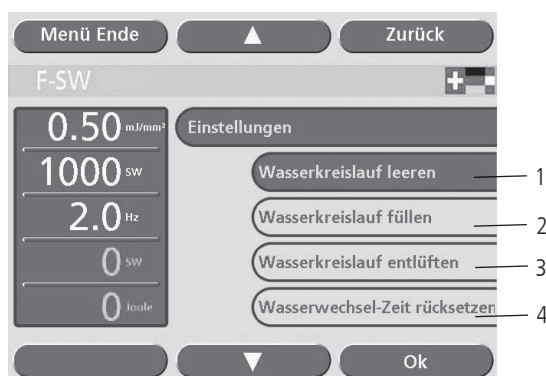 Menü Ende
Zurück
F-SW
0.50 mJ/mm²
Einstellungen
1000 sw
Wasserkreislauf leeren
1
2.0 Hz
Wasserkreislauf füllen
2
0 sw
Wasserkreislauf entlüften
3
0 Joule
Wasserwechsel-Zeit rücksetzen
4
Ok